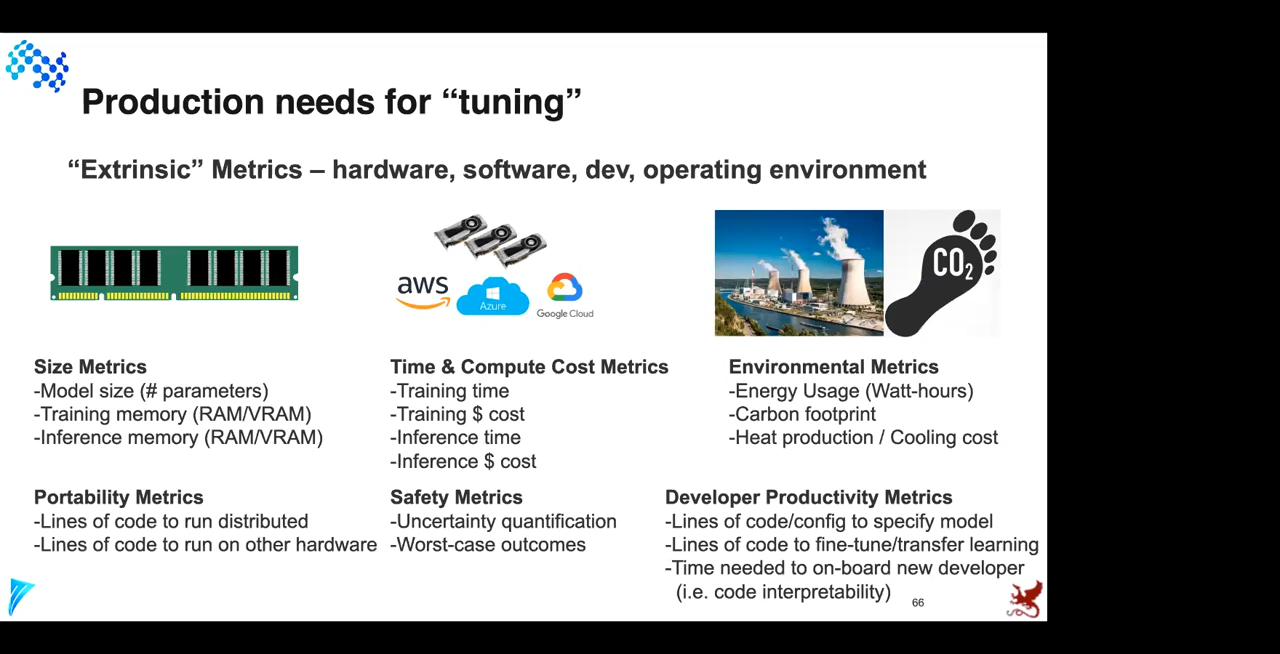 Production needs for “tuning”
“Extrinsic” Metrics – hardware, software, dev, operating environment
aws
Azure
Google Cloud
CO2
Size Metrics
-Model size (# parameters)
-Training memory (RAM/VRAM)
-Inference memory (RAM/VRAM)
Time & Compute Cost Metrics
-Training time
-Training $ cost
-Inference time
-Inference $ cost
Environmental Metrics
-Energy Usage (Watt-hours)
-Carbon footprint
-Heat production / Cooling cost
Portability Metrics
-Lines of code to run distributed
-Lines of code to run on other hardware
Safety Metrics
-Uncertainty quantification
-Worst-case outcomes
Developer Productivity Metrics
-Lines of code/config to specify model
-Lines of code to fine-tune/transfer learning
-Time needed to on-board new developer
(i.e. code interpretability)
66